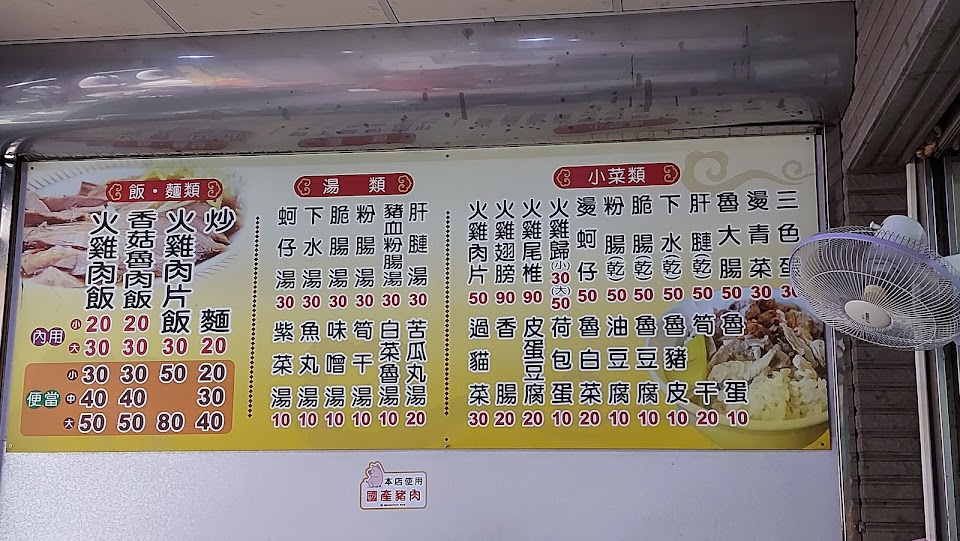 飯・麵類
火雞肉飯
香菇魯肉飯
火雞肉片飯
炒麵
內用
小 20 20
大 30 30 30 20
便當
小 30 30 50 20
中 40 40 30
大 50 50 80 40
湯類
蚵仔湯 30
下水湯 30
脆腸湯 30
粉腸湯 30
豬血粉腸湯 30
肝腱湯 30
紫菜湯 10
魚丸湯 10
味噌湯 10
筍干湯 10
白菜魯湯 10
苦瓜丸湯 20
小菜類
火雞肉片 50
火雞翅膀 90
火雞尾椎 90
火雞歸(小)30(大)50
燙蚵仔 50
粉腸(乾) 50
脆腸(乾) 50
下水(乾) 50
肝腱(乾) 50
魯大腸 50
燙青菜 30
三色蛋
過貓菜 30
香腸 20
皮蛋豆腐 20
荷包蛋 10
魯白菜 20
油豆腐 10
魯豆腐 10
魯豬皮 10
筍干 20
魯蛋 10
本店使用
國產豬肉